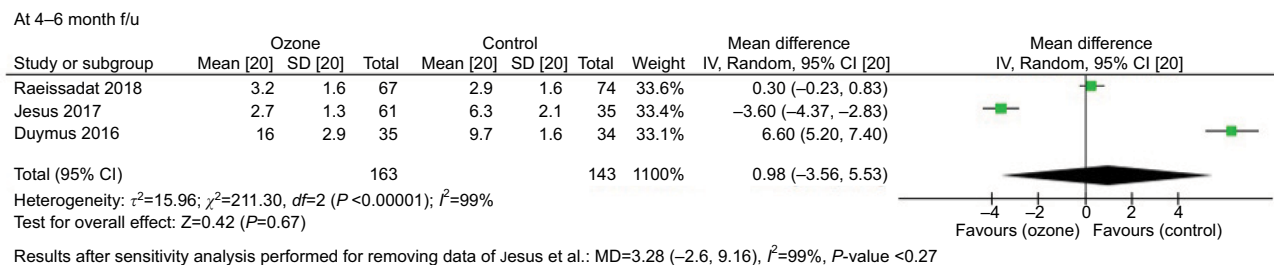 At 4–6 month f/u
Ozone Control Mean difference Mean difference
Study or subgroup Mean [20] SD [20] Total Mean [20] SD [20] Total Weight IV, Random, 95% CI [20] IV, Random, 95% CI [20]
Raeissadat 2018 3.2 1.6 67 2.9 1.6 74 33.6% 0.30 (–0.23, 0.83)
Jesus 2017 2.7 1.3 61 6.3 2.1 35 33.4% –3.60 (–4.37, –2.83)
Duymus 2016 16 2.9 35 9.7 1.6 34 33.1% 6.60 (5.20, 7.40)
Total (95% CI) 163 143 1100% 0.98 (–3.56, 5.53)
Heterogeneity: τ²=15.96; χ²=211.30, df=2 (P <0.00001); I²=99%
Test for overall effect: Z=0.42 (P=0.67)
–4 –2 0 2 4
Favours (ozone) Favours (control)
Results after sensitivity analysis performed for removing data of Jesus et al.: MD=3.28 (–2.6, 9.16), I²=99%, P-value <0.27